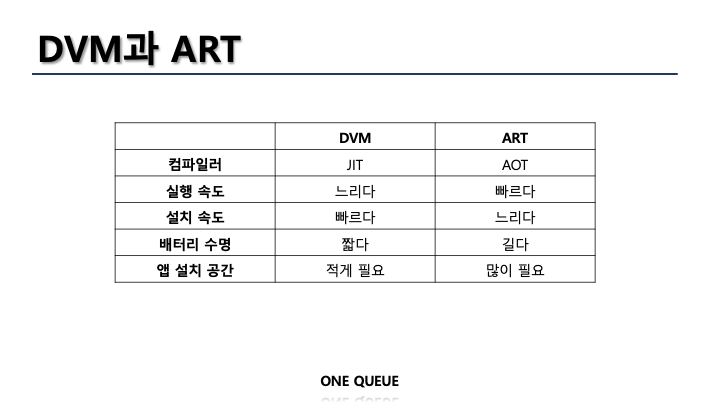 DVM과 ART
DVM ART
컴파일러 JIT AOT
실행 속도 느리다 빠르다
설치 속도 빠르다 느리다
배터리 수명 짧다 길다
앱 설치 공간 적게 필요 많이 필요
ONE QUEUE